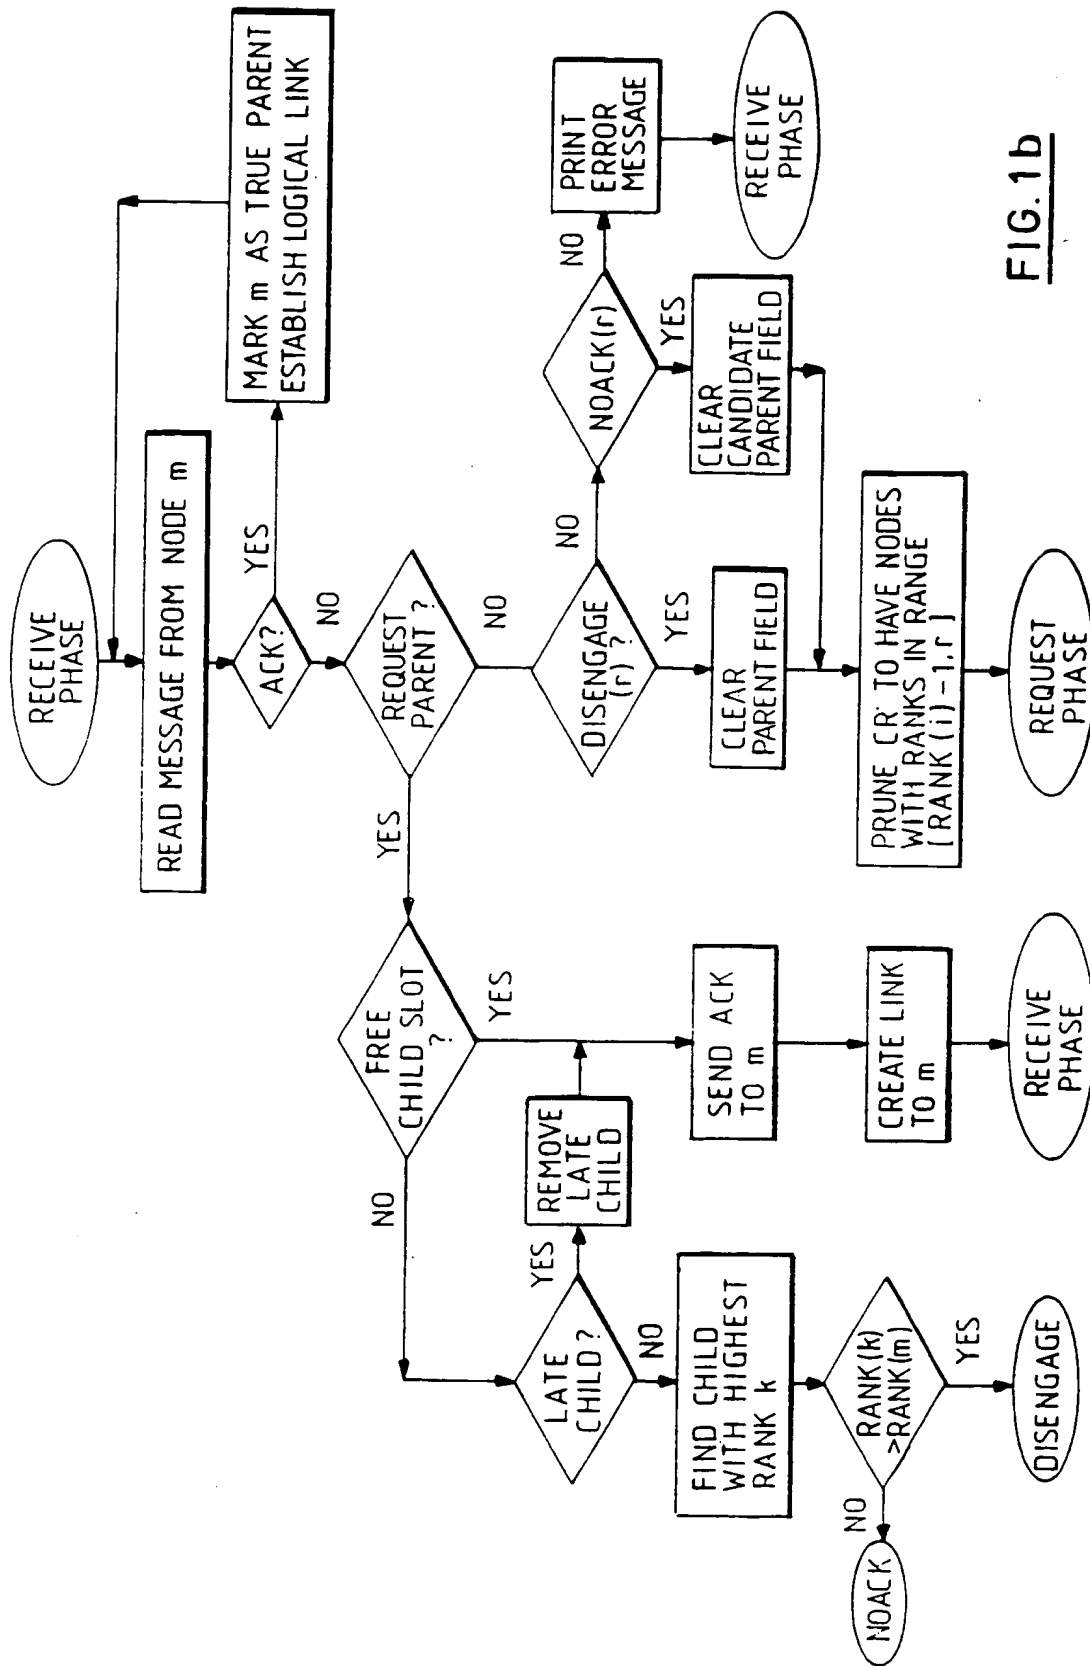 RECEIVE
PHASE
READ MESSAGE FROM NODE m
ACK?
YES
MARK m AS TRUE PARENT
ESTABLISH LOGICAL LINK
NO
REQUEST
PARENT ?
YES
NO
FREE
CHILD SLOT
?
YES
NO
LATE
CHILD?
YES
REMOVE
LATE
CHILD
NO
FIND CHILD
WITH HIGHEST
RANK k
RANK(k)
>RANK(m)
NO
NOACK
YES
DISENGAGE
SEND ACK
TO m
CREATE LINK
TO m
RECEIVE
PHASE
DISENGAGE
(r) ?
NO
YES
CLEAR
PARENT FIELD
NOACK(r)
NO
PRINT
ERROR
MESSAGE
RECEIVE
PHASE
YES
CLEAR
CANDIDATE
PARENT FIELD
PRUNE CR TO HAVE NODES
WITH RANKS IN RANGE
[RANK(i)-1,r]
REQUEST
PHASE
FIG. 1b